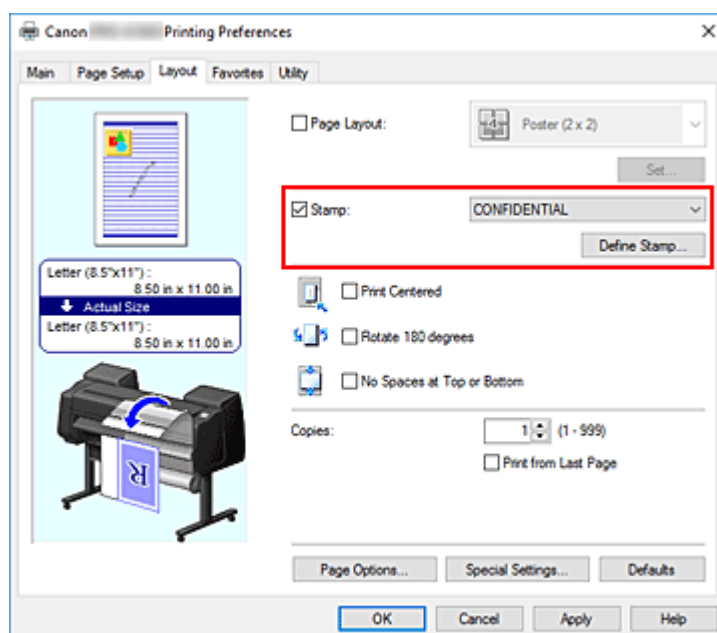 Canon Printing Preferences
Main Page Setup Layout Favorites Utility
Page Layout: Poster (2 x 2)
Set...
Stamp: CONFIDENTIAL
Define Stamp...
Letter (8.5"x11") :
8.50 in x 11.00 in
Actual Size
Letter (8.5"x11") :
8.50 in x 11.00 in
Print Centered
Rotate 180 degrees
No Spaces at Top or Bottom
Copies: 1 (1 - 999)
Print from Last Page
R
Page Options... Special Settings... Defaults
OK Cancel Apply Help